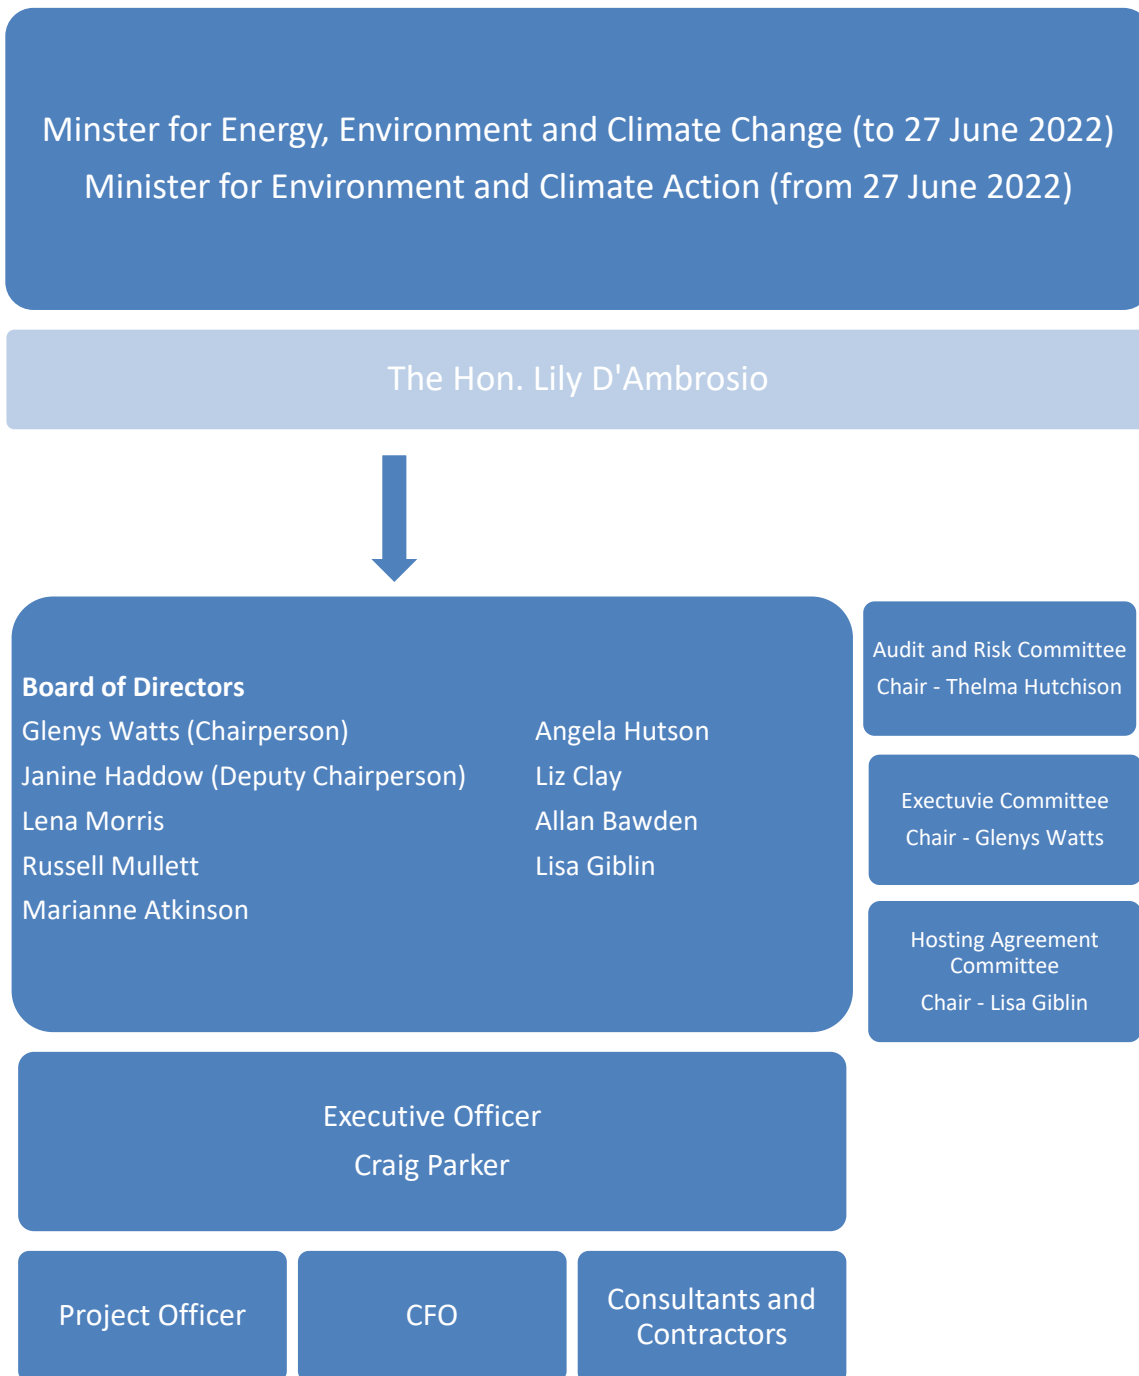 Minster for Energy, Environment and Climate Change (to 27 June 2022)
Minister for Environment and Climate Action (from 27 June 2022)
The Hon. Lily D'Ambrosio
Board of Directors
Glenys Watts (Chairperson)
Janine Haddow (Deputy Chairperson)
Lena Morris
Russell Mullett
Marianne Atkinson
Angela Hutson
Liz Clay
Allan Bawden
Lisa Giblin
Audit and Risk Committee
Chair - Thelma Hutchison
Exectuvie Committee
Chair - Glenys Watts
Hosting Agreement
Committee
Chair - Lisa Giblin
Executive Officer
Craig Parker
Project Officer
CFO
Consultants and
Contractors